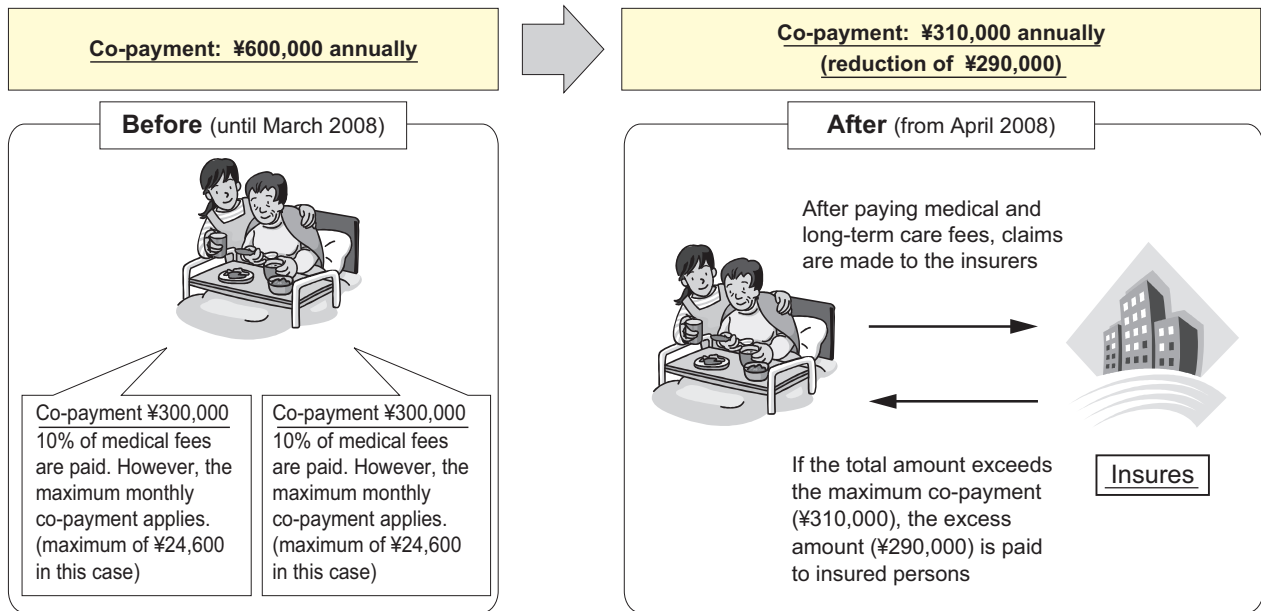 Co-payment: ¥600,000 annually
Co-payment: ¥310,000 annually
(reduction of ¥290,000)
Before (until March 2008)
Co-payment ¥300,000
10% of medical fees
are paid. However, the
maximum monthly
co-payment applies.
(maximum of ¥24,600
in this case)
Co-payment ¥300,000
10% of medical fees
are paid. However, the
maximum monthly
co-payment applies.
(maximum of ¥24,600
in this case)
After (from April 2008)
After paying medical and
long-term care fees, claims
are made to the insurers
If the total amount exceeds
the maximum co-payment
(¥310,000), the excess
amount (¥290,000) is paid
to insured persons
Insures